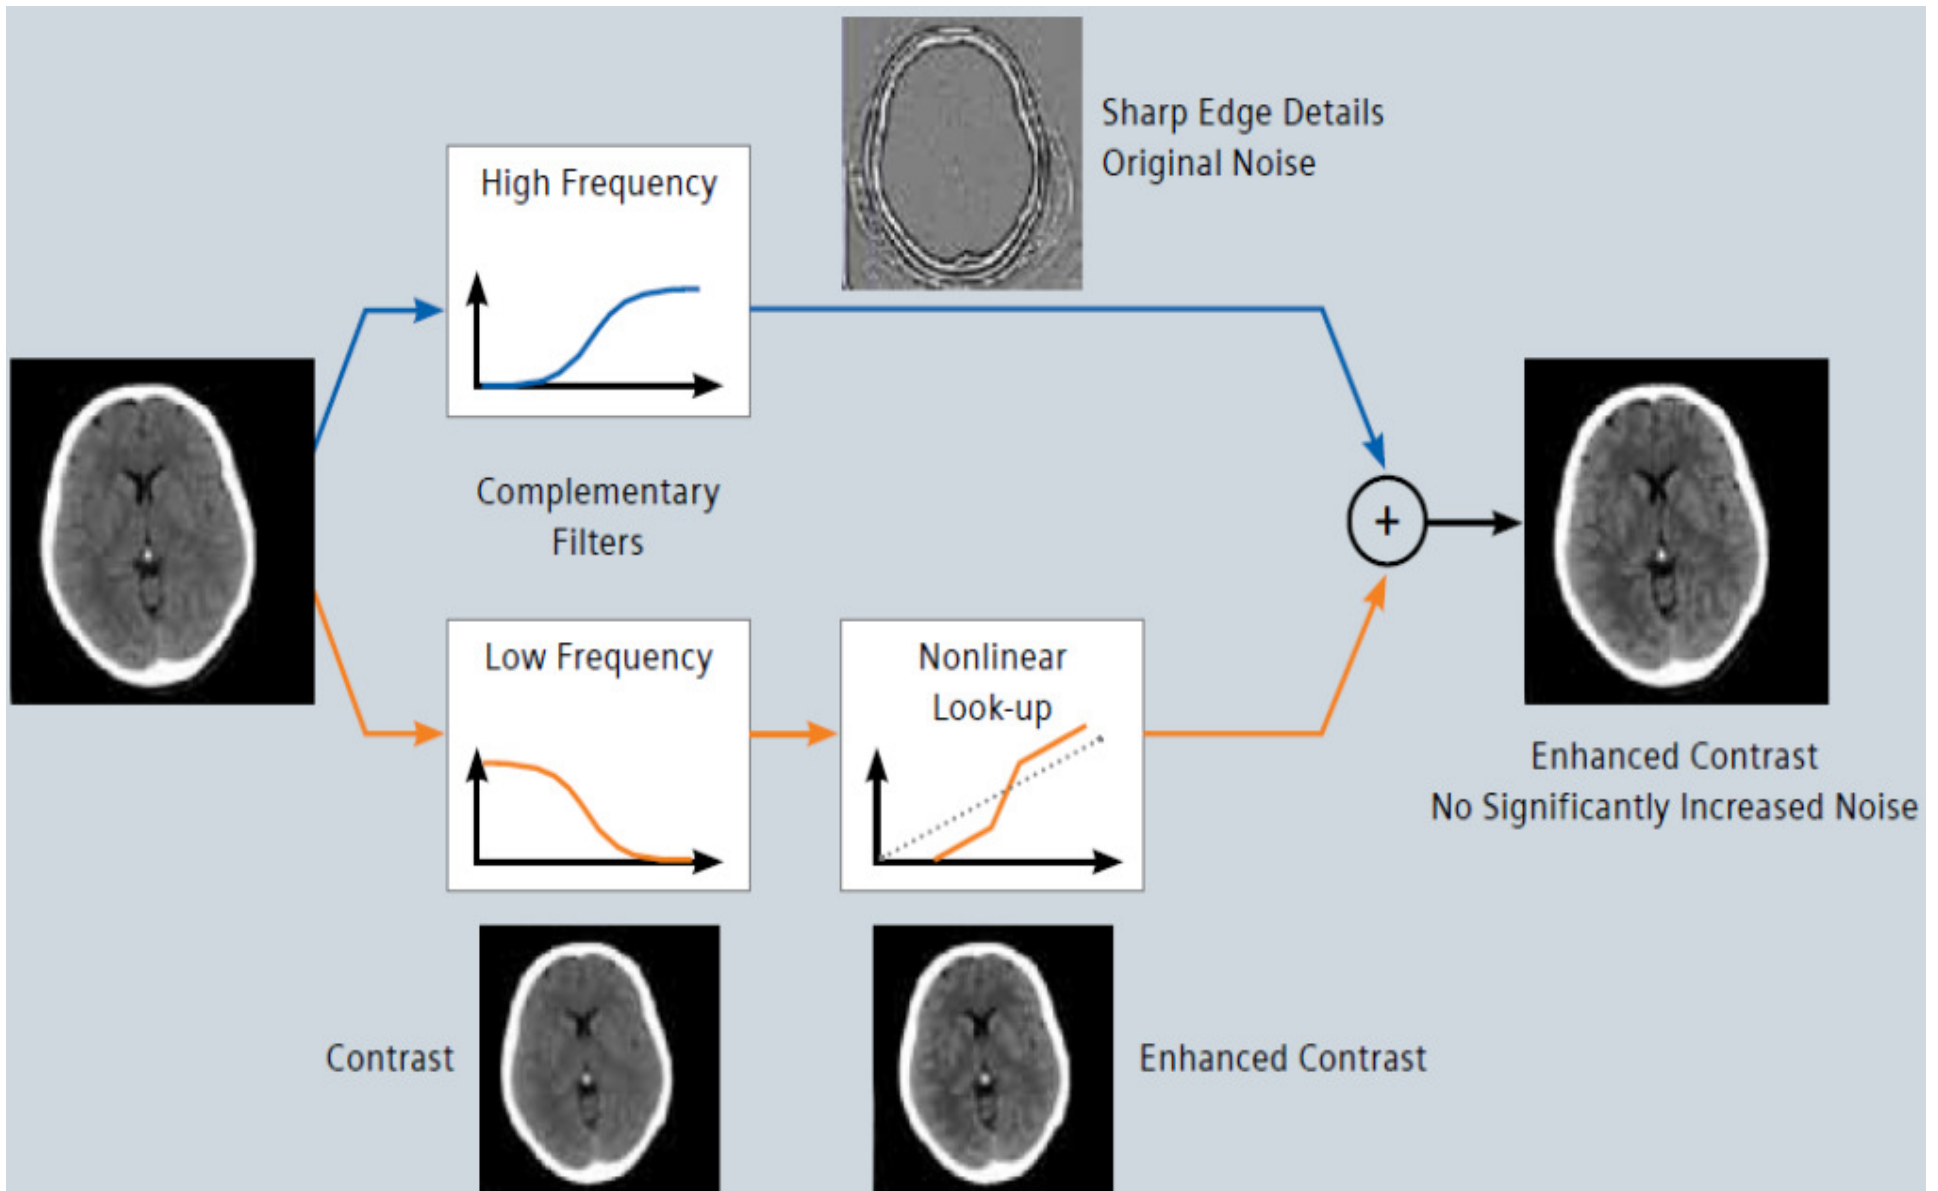 Sharp Edge Details
Original Noise
High Frequency
Complementary
Filters
+
Low Frequency
Nonlinear
Look-up
Enhanced Contrast
No Significantly Increased Noise
Contrast
Enhanced Contrast